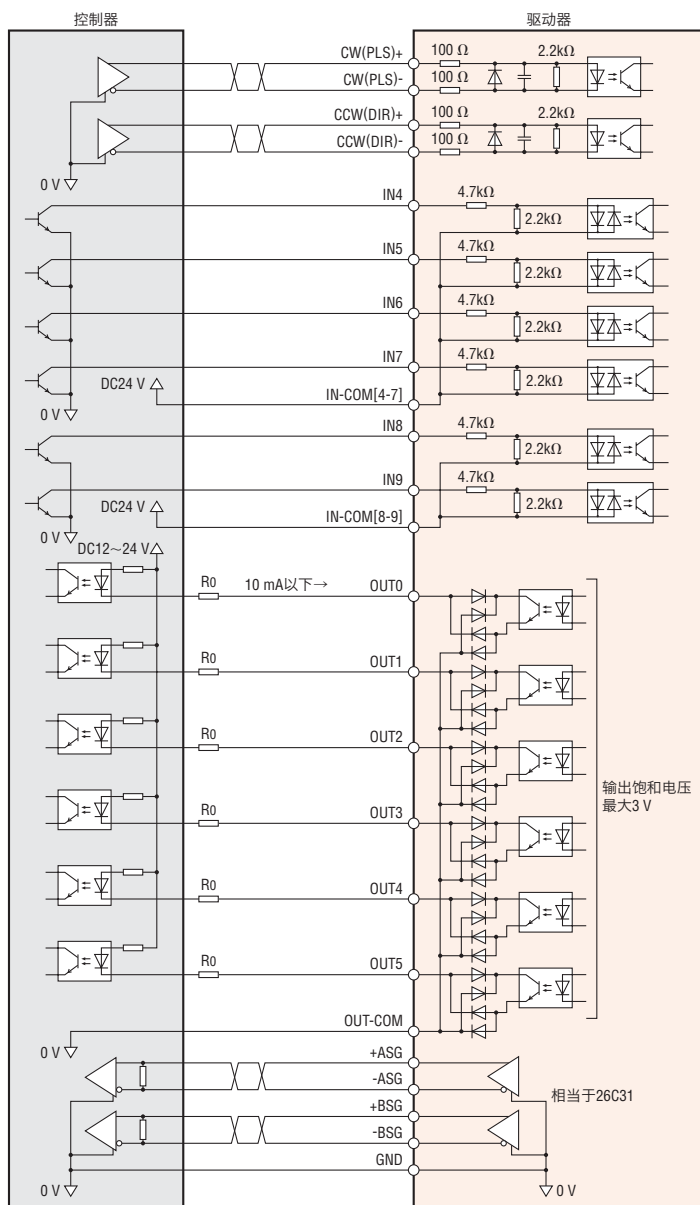 控制器 驱动器
CW(PLS)+ 100 Ω 2.2kΩ
CW(PLS)- 100 Ω
CCW(DIR)+ 100 Ω 2.2kΩ
CCW(DIR)- 100 Ω
0 V
IN4 4.7kΩ
2.2kΩ
IN5 4.7kΩ
2.2kΩ
IN6 4.7kΩ
2.2kΩ
IN7 4.7kΩ
DC24 V 2.2kΩ
IN-COM[4-7]
0 V
IN8 4.7kΩ
2.2kΩ
IN9 4.7kΩ
DC24 V 2.2kΩ
IN-COM[8-9]
0 V
DC12～24 V
R0 10 mA以下→ OUT0
R0 OUT1
R0 OUT2
输出饱和电压
最大3 V
R0 OUT3
R0 OUT4
R0 OUT5
OUT-COM
0 V
+ASG
-ASG 相当于26C31
+BSG
-BSG
GND
0 V 0 V